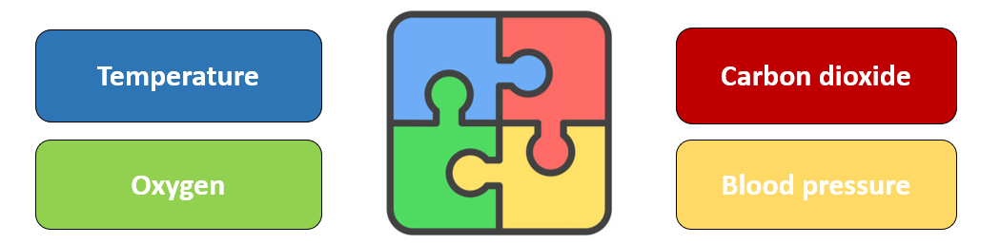 Temperature
Carbon dioxide
Oxygen
Blood pressure